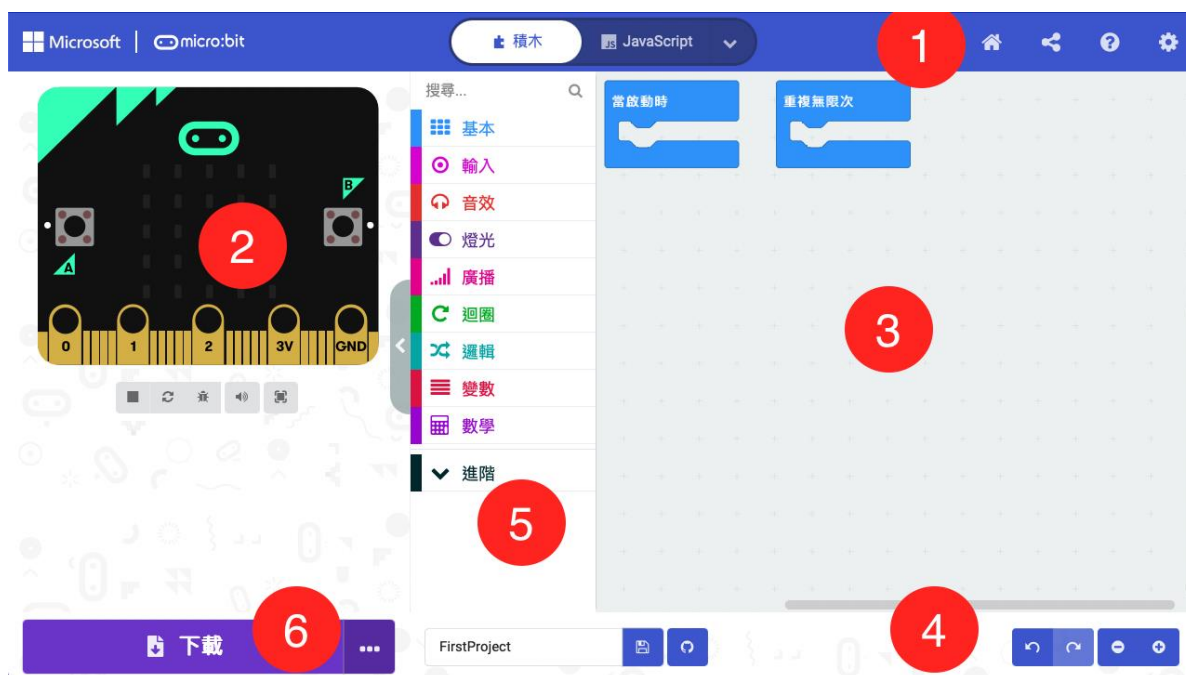 Microsoft | micro:bit
積木
JS JavaScript
1
搜尋...
基本
輸入
音效
燈光
廣播
迴圈
邏輯
變數
數學
進階
當啟動時
重複無限次
B
A
2
0 1 2 3V GND
3
5
6
下載
FirstProject
4